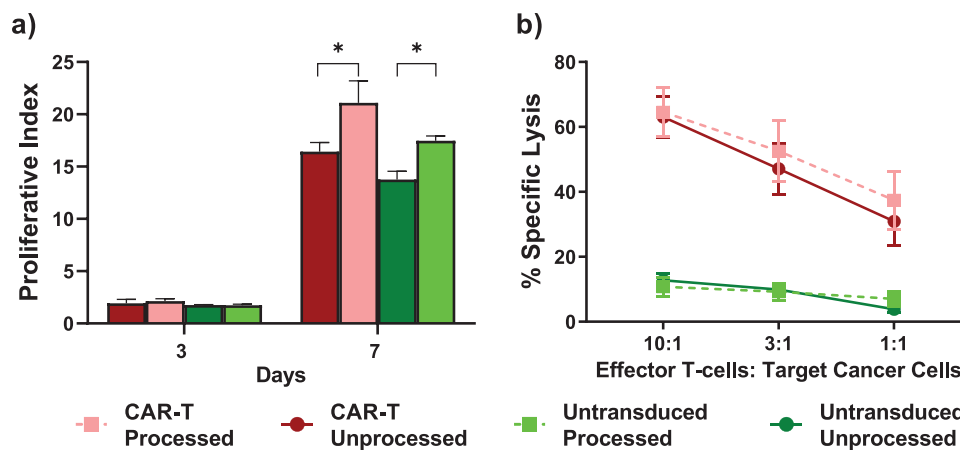 a)
Proliferative Index
25
20
15
10
5
0
* *
3 7
Days
b)
% Specific Lysis
80
60
40
20
0
10:1 3:1 1:1
Effector T-cells: Target Cancer Cells
CAR-T
Processed
CAR-T
Unprocessed
Untransduced
Processed
Untransduced
Unprocessed